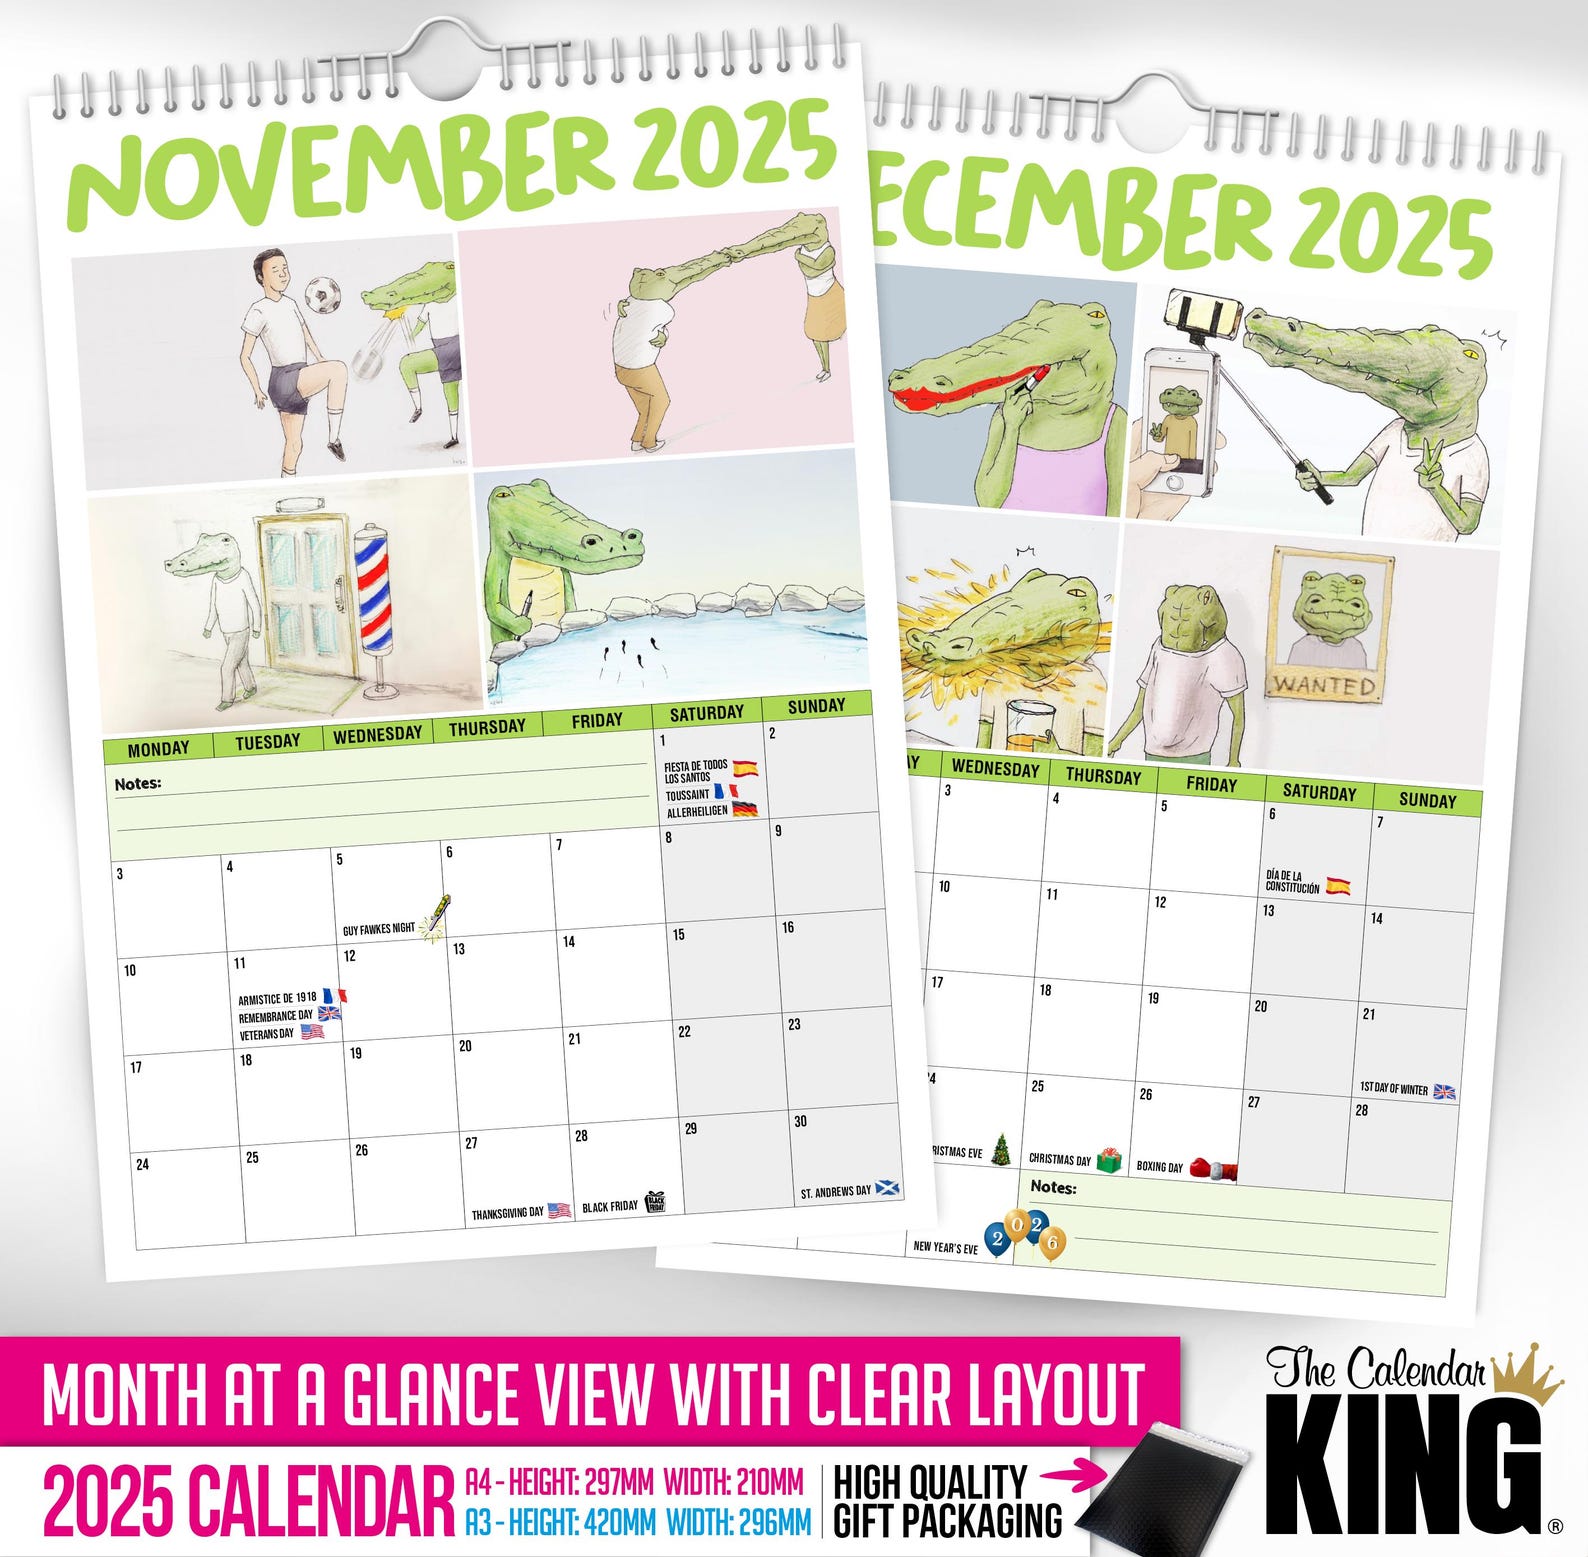 NOVEMBER 2025
MONDAY TUESDAY WEDNESDAY THURSDAY FRIDAY SATURDAY SUNDAY
Notes:
1 2
FIESTA DE TODOS
LOS SANTOS
TOUSSAINT
ALLERHEILIGEN
3 4 5 6 7 8 9
GUY FAWKES NIGHT
10 11 12 13 14 15 16
ARMISTICE DE 1918
REMEMBRANCE DAY
VETERANS DAY
17 18 19 20 21 22 23
24 25 26 27 28 29 30
THANKSGIVING DAY
BLACK FRIDAY
BLACK
FRIDAY
ST. ANDREWS DAY
ECEMBER 2025
WANTED
AY WEDNESDAY THURSDAY FRIDAY SATURDAY SUNDAY
3 4 5 6 7
DÍA DE LA
CONSTITUCIÓN
10 11 12 13 14
17 18 19 20 21
1ST DAY OF WINTER
4 25 26 27 28
RISTMAS EVE
CHRISTMAS DAY
BOXING DAY
Notes:
NEW YEAR'S EVE
2026
MONTH AT A GLANCE VIEW WITH CLEAR LAYOUT
2025 CALENDAR
A4 - HEIGHT: 297MM WIDTH: 210MM
A3 - HEIGHT: 420MM WIDTH: 296MM
HIGH QUALITY
GIFT PACKAGING
The Calendar
KING®